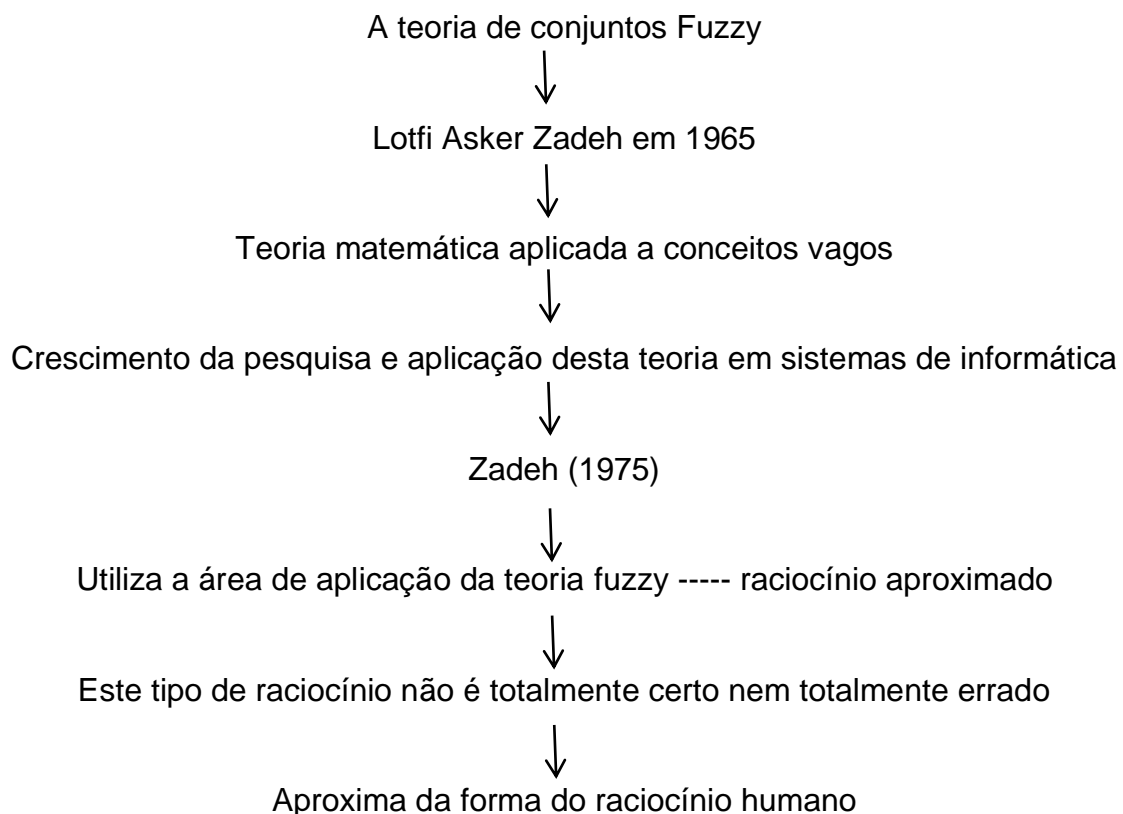 A teoria de conjuntos Fuzzy
Lotfi Asker Zadeh em 1965
Teoria matemática aplicada a conceitos vagos
Crescimento da pesquisa e aplicação desta teoria em sistemas de informática
Zadeh (1975)
Utiliza a área de aplicação da teoria fuzzy ----- raciocínio aproximado
Este tipo de raciocínio não é totalmente certo nem totalmente errado
Aproxima da forma do raciocínio humano